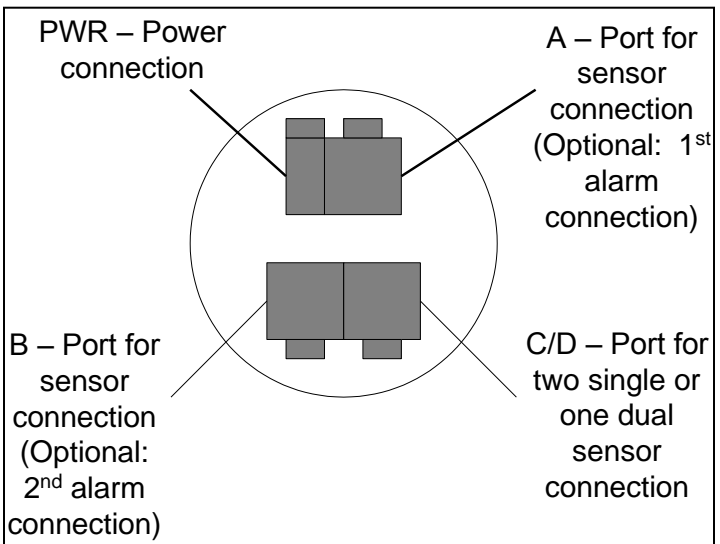 PWR – Power
connection
A – Port for
sensor
connection
(Optional:  1st
alarm
connection)
B – Port for
sensor
connection
(Optional:
2nd alarm
connection)
C/D – Port for
two single or
one dual
sensor
connection